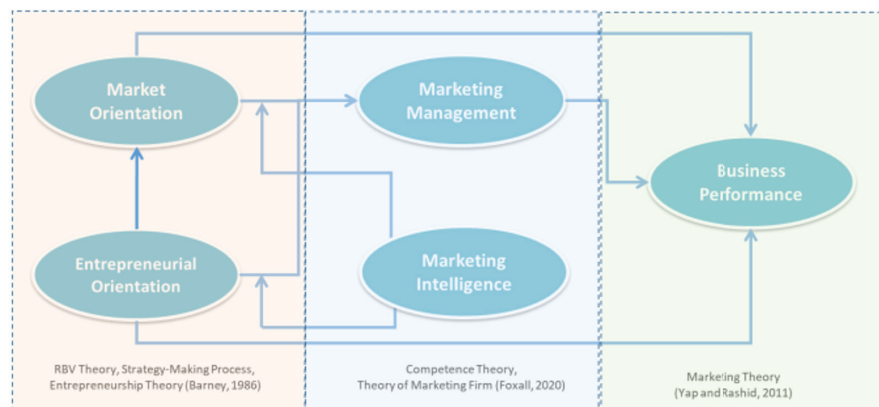 Market
Orientation
Marketing
Management
Business
Performance
Entrepreneurial
Orientation
Marketing
Intelligence
RBV Theory, Strategy-Making Process,
Entrepreneurship Theory (Barney, 1986)
Competence Theory,
Theory of Marketing Firm (Foxall, 2020)
Marketing Theory
(Yap and Rashid, 2011)